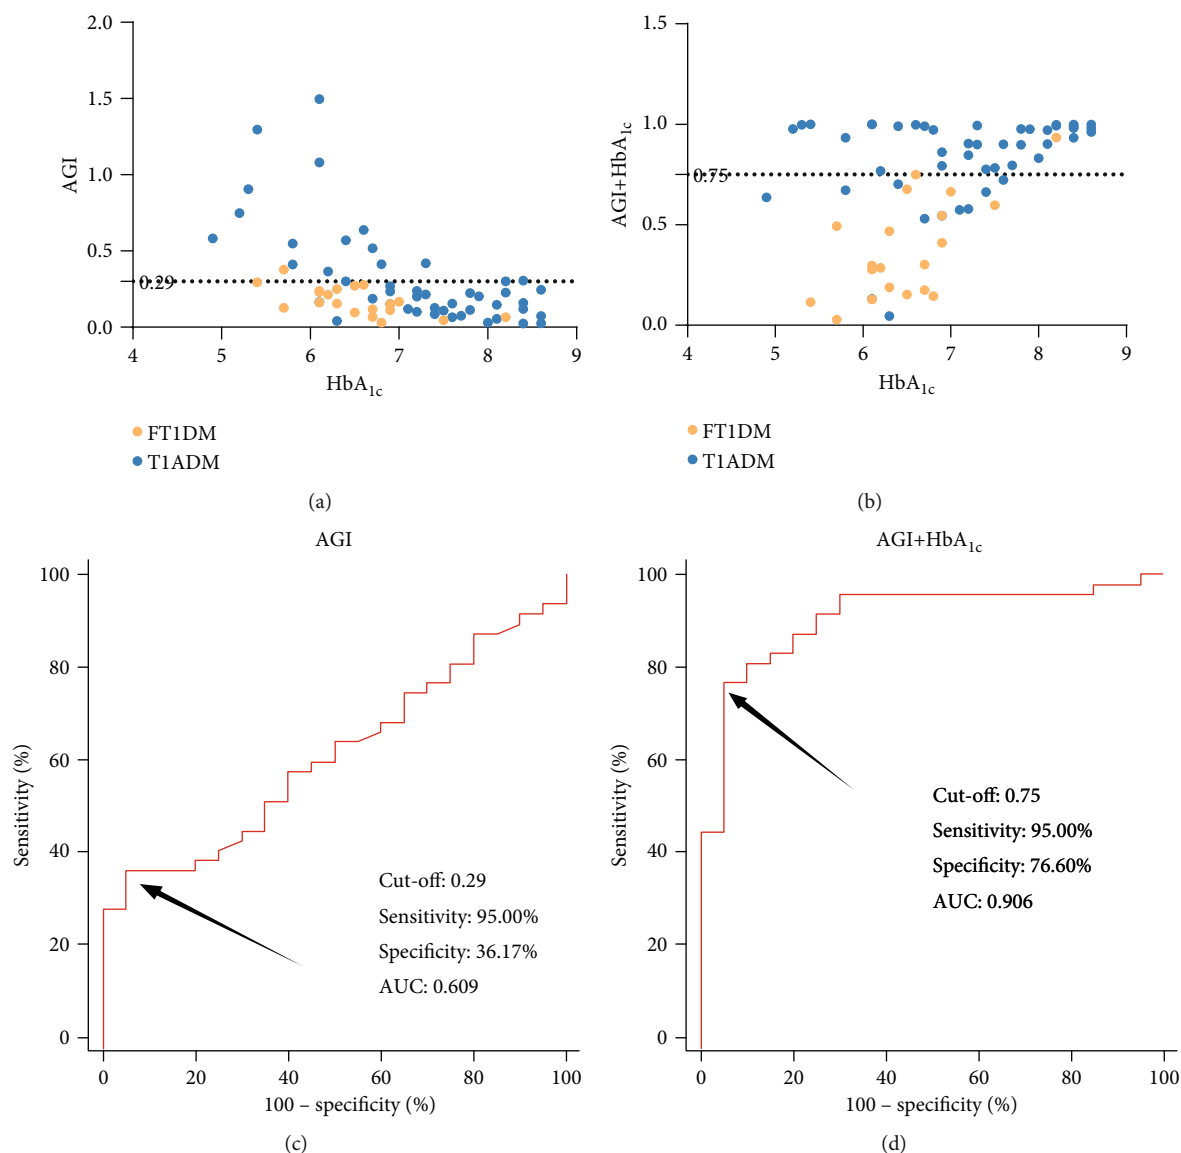 2.0
1.5
1.0
0.5
0.0
AGI
0.29
4 5 6 7 8 9
HbA1c
FT1DM
T1ADM
(a)
1.5
1.0
0.5
0.0
AGI+HbA1c
0.75
4 5 6 7 8 9
HbA1c
FT1DM
T1ADM
(b)
AGI
100
80
60
40
20
0
Sensitivity (%)
Cut-off: 0.29
Sensitivity: 95.00%
Specificity: 36.17%
AUC: 0.609
0 20 40 60 80 100
100 – specificity (%)
(c)
AGI+HbA1c
100
80
60
40
20
0
Sensitivity (%)
Cut-off: 0.75
Sensitivity: 95.00%
Specificity: 76.60%
AUC: 0.906
0 20 40 60 80 100
100 – specificity (%)
(d)